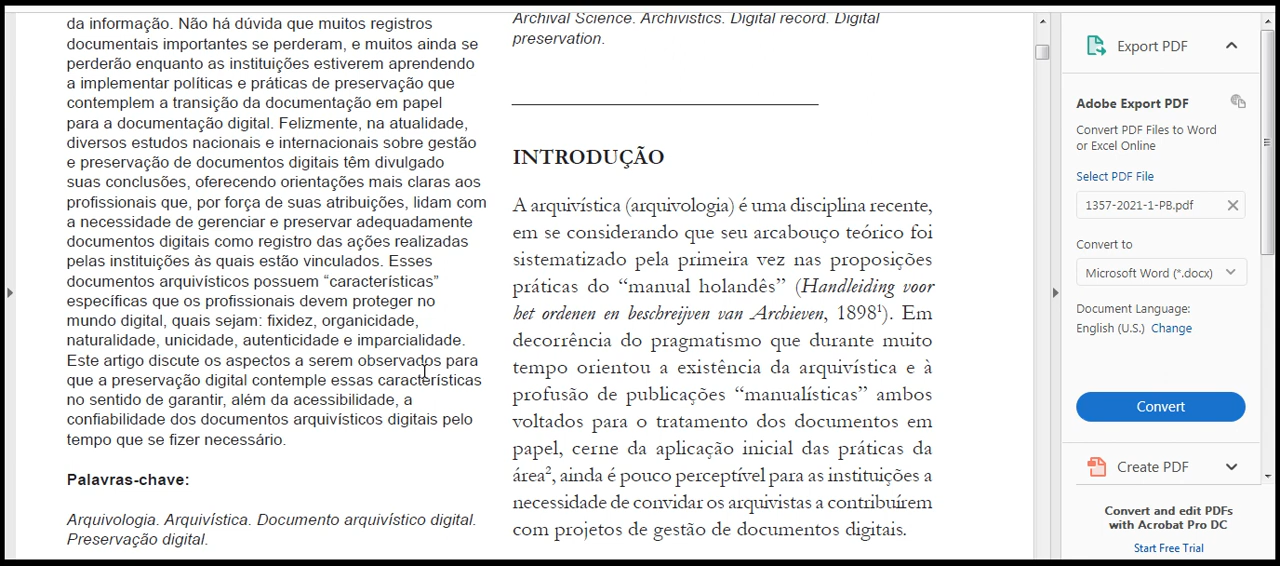 da informação. Não há dúvida que muitos registros
documentais importantes se perderam, e muitos ainda se
perderão enquanto as instituições estiverem aprendendo
a implementar políticas e práticas de preservação que
contemplem a transição da documentação em papel
para a documentação digital. Felizmente, na atualidade,
diversos estudos nacionais e internacionais sobre gestão
e preservação de documentos digitais têm divulgado
suas conclusões, oferecendo orientações mais claras aos
profissionais que, por força de suas atribuições, lidam com
a necessidade de gerenciar e preservar adequadamente
documentos digitais como registro das ações realizadas
pelas instituições às quais estão vinculados. Esses
documentos arquivísticos possuem “características”
específicas que os profissionais devem proteger no
mundo digital, quais sejam: fixidez, organicidade,
naturalidade, unicidade, autenticidade e imparcialidade.
Este artigo discute os aspectos a serem observados para
que a preservação digital contemple essas características
no sentido de garantir, além da acessibilidade, a
confiabilidade dos documentos arquivísticos digitais pelo
tempo que se fizer necessário.
Palavras-chave:
Arquivologia. Arquivística. Documento arquivístico digital.
Preservação digital.
Archival Science. Archivistics. Digital record. Digital
preservation.
INTRODUÇÃO
A arquivística (arquivologia) é uma disciplina recente,
em se considerando que seu arcabouço teórico foi
sistematizado pela primeira vez nas proposições
práticas do “manual holandês” (Handleiding voor
het ordenen en beschreijven van Archieven, 1898¹). Em
decorrência do pragmatismo que durante muito
tempo orientou a existência da arquivística e à
profusão de publicações “manualísticas” ambos
voltados para o tratamento dos documentos em
papel, cerne da aplicação inicial das práticas da
área², ainda é pouco perceptível para as instituições a
necessidade de convidar os arquivistas a contribuírem
com projetos de gestão de documentos digitais.
Export PDF
Adobe Export PDF
Convert PDF Files to Word
or Excel Online
Select PDF File
1357-2021-1-PB.pdf
Convert to
Microsoft Word (*.docx)
Document Language:
English (U.S.) Change
Convert
Create PDF
Convert and edit PDFs
with Acrobat Pro DC
Start Free Trial